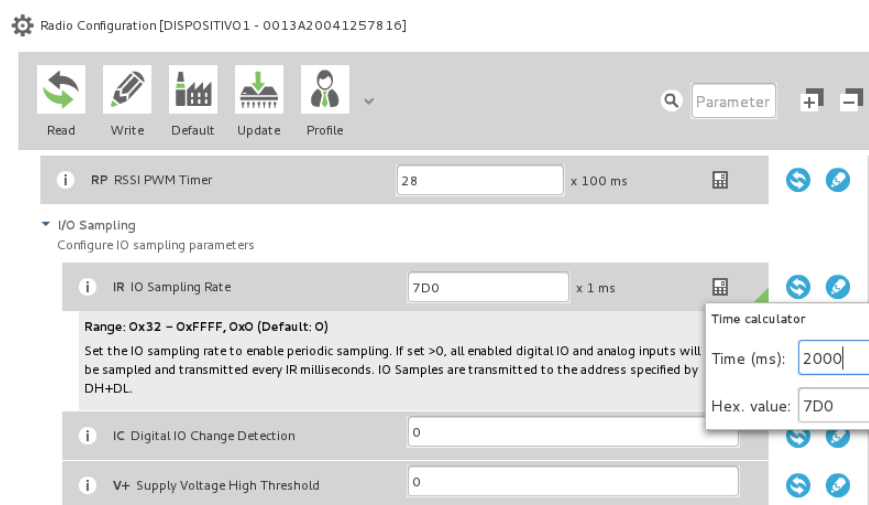 Radio Configuration [DISPOSITIVO1 - 0013A20041257816]
Read Write Default Update Profile
Parameter
i RP RSSI PWM Timer 28 x 100 ms
I/O Sampling
Configure IO sampling parameters
i IR IO Sampling Rate 7D0 x 1 ms
Range: 0x32 - 0xFFFF, 0x0 (Default: 0)
Set the IO sampling rate to enable periodic sampling. If set >0, all enabled digital IO and analog inputs will
be sampled and transmitted every IR milliseconds. IO Samples are transmitted to the address specified by
DH+DL.
Time calculator
Time (ms): 2000
Hex. value: 7D0
i IC Digital IO Change Detection 0
i V+ Supply Voltage High Threshold 0